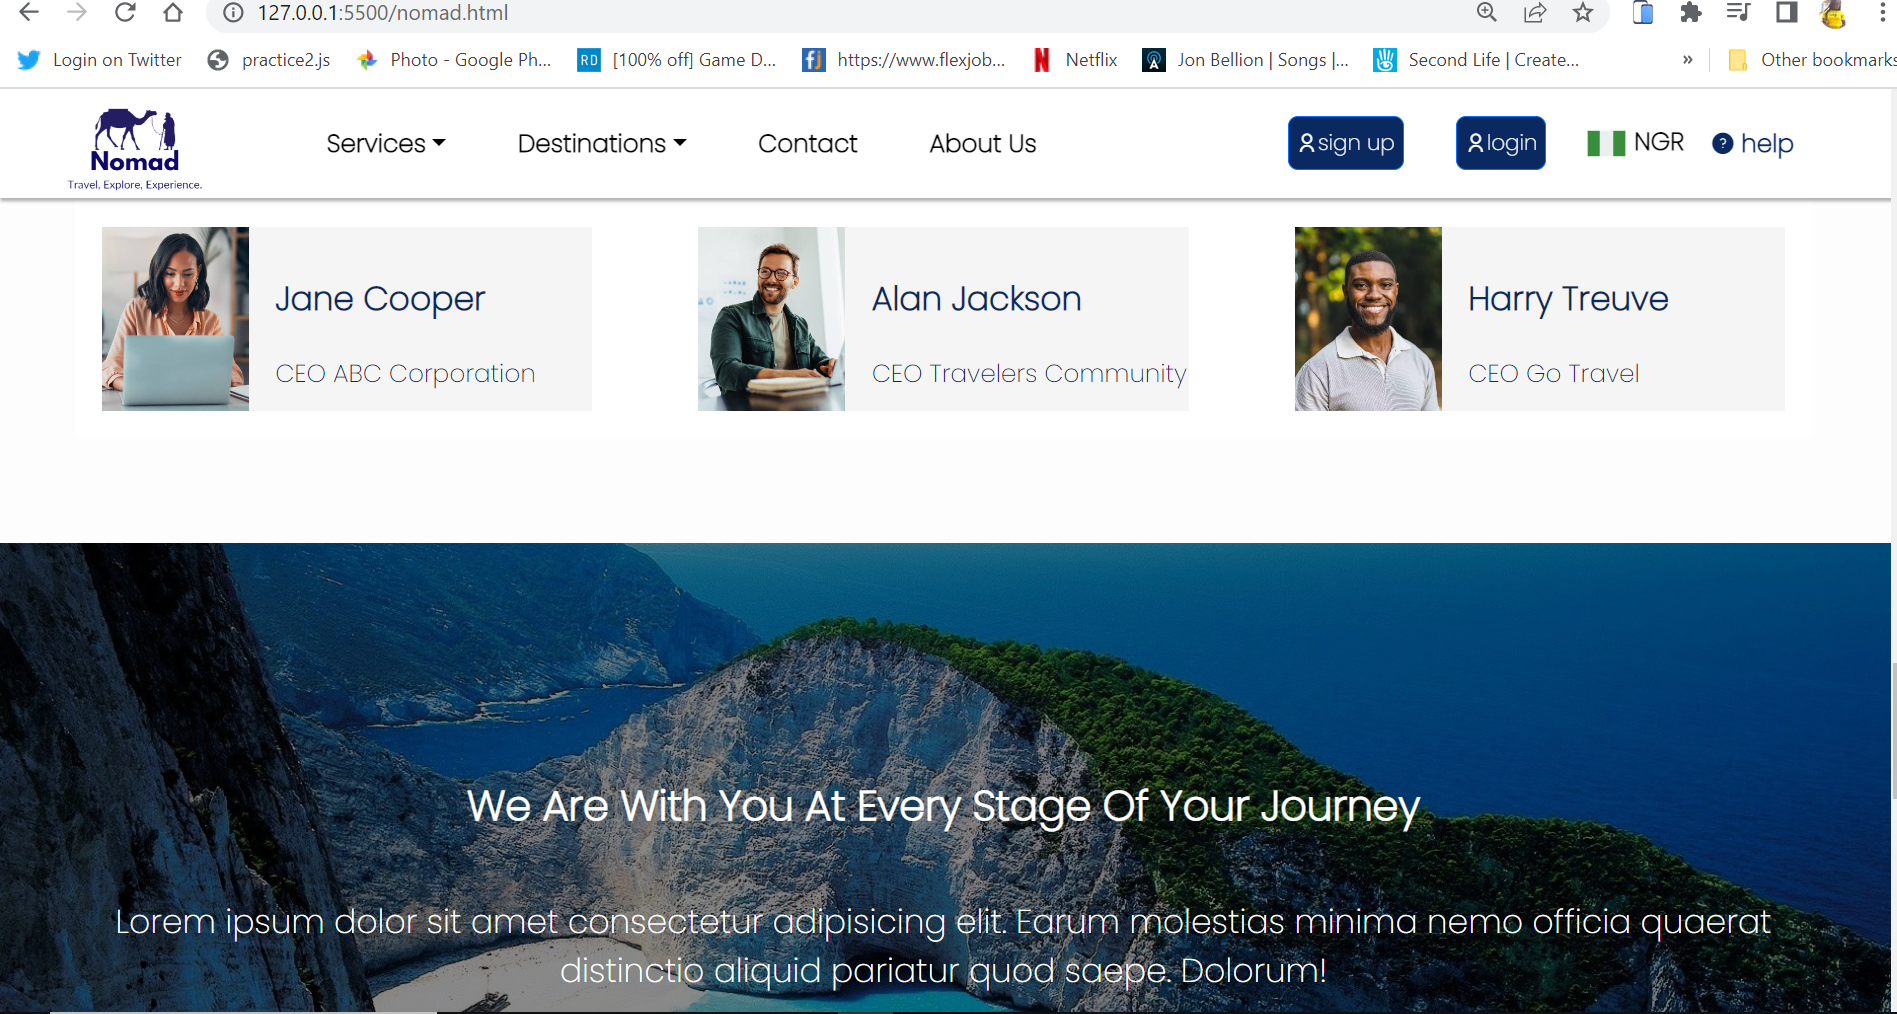 127.0.0.1:5500/nomad.html
Login on Twitter practice2.js Photo - Google Ph... RD [100% off] Game D... https://www.flexjob... Netflix Jon Bellion | Songs |... Second Life | Create... » Other bookmarks
Nomad
Travel, Explore, Experience.
Services Destinations Contact About Us sign up login NGR ? help
Jane Cooper
CEO ABC Corporation
Alan Jackson
CEO Travelers Community
Harry Treuve
CEO Go Travel
We Are With You At Every Stage Of Your Journey
Lorem ipsum dolor sit amet consectetur adipisicing elit. Earum molestias minima nemo officia quaerat
distinctio aliquid pariatur quod saepe. Dolorum!